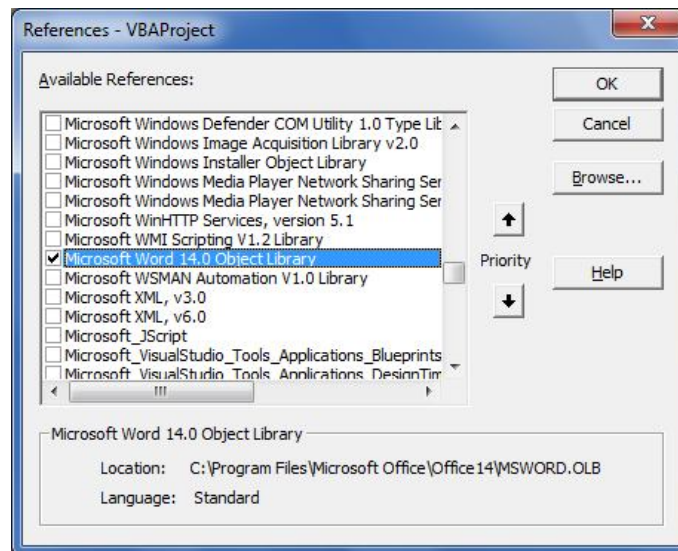 References - VBAProject
Available References:
OK
Cancel
Browse...
Priority
Help
Microsoft Windows Defender COM Utility 1.0 Type Lib
Microsoft Windows Image Acquisition Library v2.0
Microsoft Windows Installer Object Library
Microsoft Windows Media Player Network Sharing Ser
Microsoft Windows Media Player Network Sharing Ser
Microsoft WinHTTP Services, version 5.1
Microsoft WMI Scripting V1.2 Library
Microsoft Word 14.0 Object Library
Microsoft WSMAN Automation V1.0 Library
Microsoft XML, v3.0
Microsoft XML, v6.0
Microsoft_JScript
Microsoft_VisualStudio_Tools_Applications_Blueprints
Microsoft_VisualStudio_Tools_Applications_DesignTim
Microsoft Word 14.0 Object Library
Location: C:\Program Files\Microsoft Office\Office14\MSWORD.OLB
Language: Standard